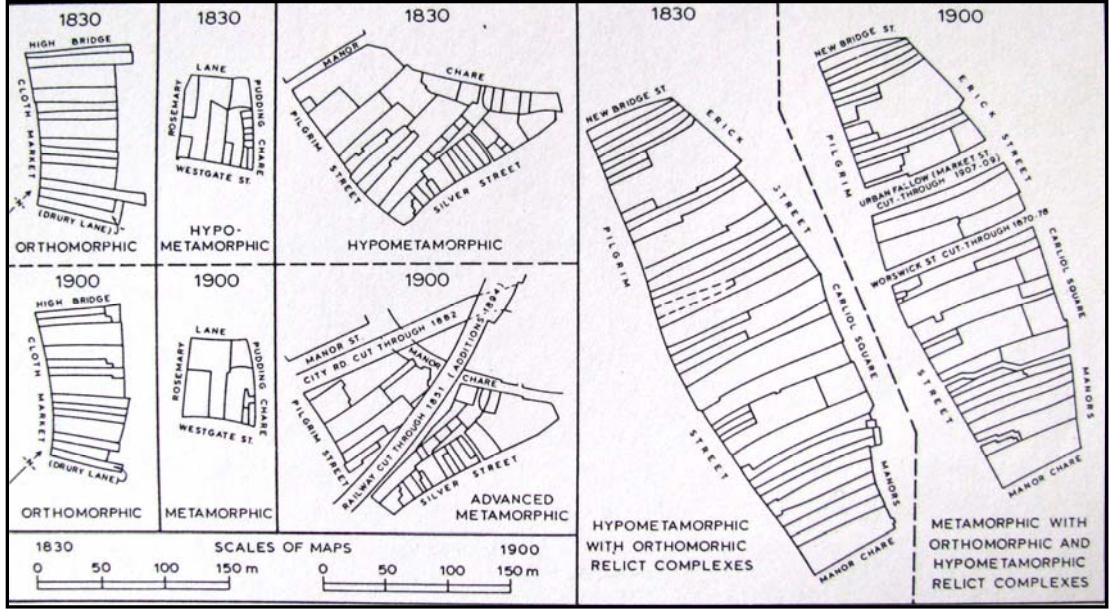 1830
HIGH BRIDGE
CLOTH MARKET
(DRURY LANE)
ORTHOMORPHIC
1830
LANE
ROSEMARY
PUDDING CHARE
WESTGATE ST.
HYPO-
METAMORPHIC
1830
MANOR
CHARE
PILGRIM STREET
SILVER STREET
HYPOMETAMORPHIC
1900
HIGH BRIDGE
CLOTH MARKET
N
(DRURY LANE)
ORTHOMORPHIC
1900
LANE
ROSEMARY
PUDDING CHARE
WESTGATE ST.
METAMORPHIC
1900
MANOR ST.
CITY RD. CUT THROUGH 1882
MANOR
CHARE
RAILWAY CUT THROUGH 1851 (ADDITIONS 1894)
PILGRIM STREET
SILVER STREET
ADVANCED
METAMORPHIC
1830 SCALES OF MAPS 1900
0 50 100 150 m
0 50 100 150 m
1830
NEW BRIDGE ST.
ERICK
STREET
PILGRIM
STREET
CARLIOL SQUARE
MANORS
MANOR CHARE
HYPOMETAMORPHIC
WITH ORTHOMORHIC
RELICT COMPLEXES
1900
NEW BRIDGE ST.
ERICK
STREET
PILGRIM
URBAN FALLOW (MARKET ST.
CUT-THROUGH 1907-09)
WORSWICK ST. CUT-THROUGH 1870-78
CARLIOL SQUARE
STREET
MANORS
MANOR CHARE
METAMORPHIC WITH
ORTHOMORPHIC AND
HYPOMETAMORPHIC
RELICT COMPLEXES